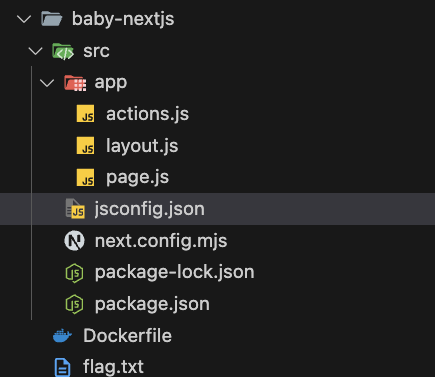 baby-nextjs
src
app
JS actions.js
JS layout.js
JS page.js
JS jsconfig.json
N next.config.mjs
JS package-lock.json
JS package.json
Dockerfile
flag.txt